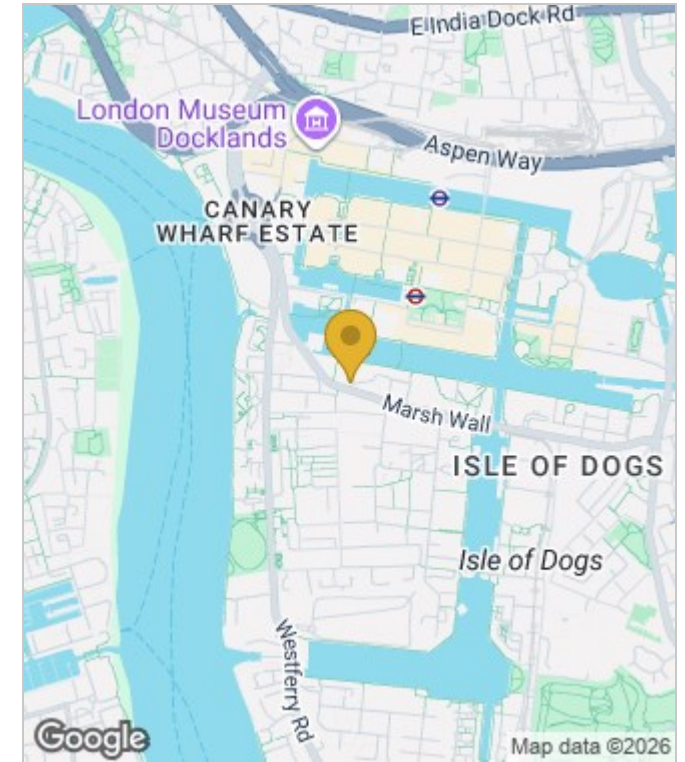 E India Dock Rd
London Museum
Docklands
Aspen Way
CANARY
WHARF ESTATE
Marsh Wall
ISLE OF DOGS
Isle of Dogs
Westferry Rd
Google
Map data ©2026